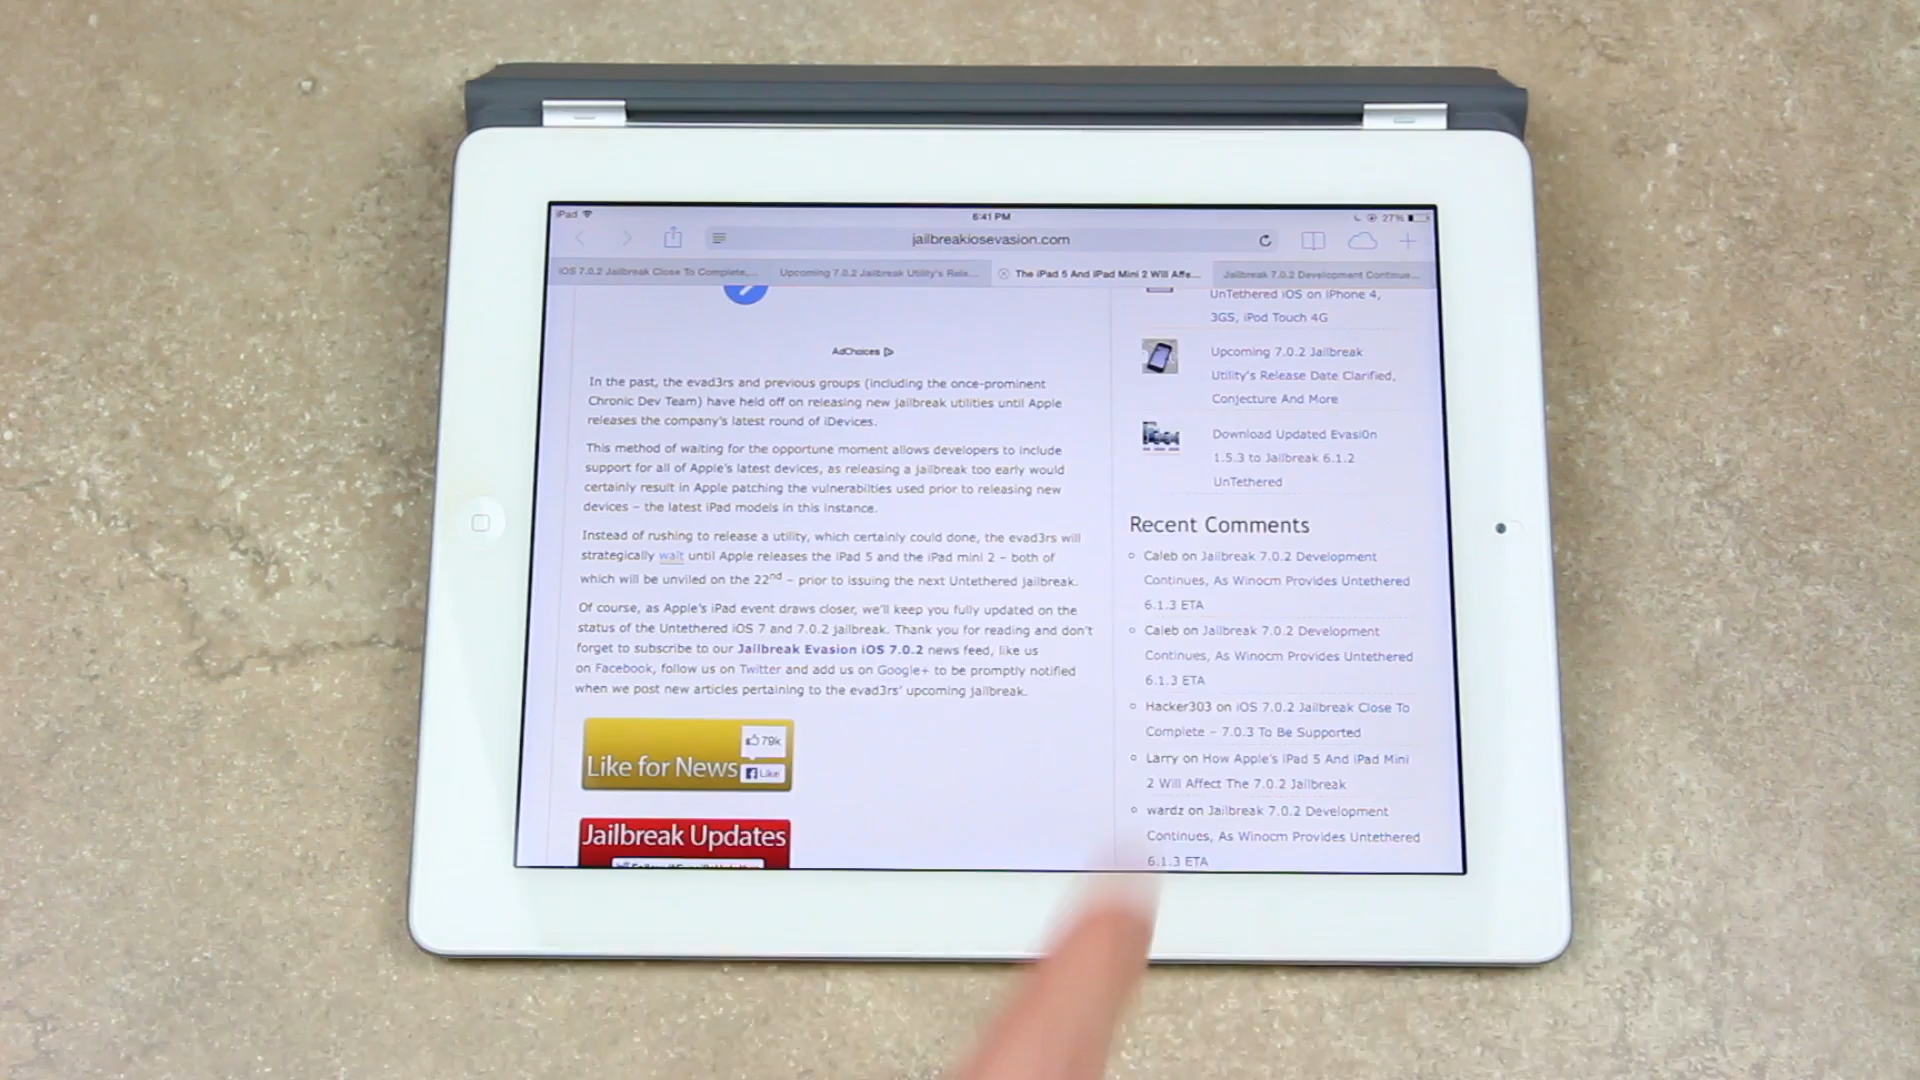 iPad
6:41 PM
27%
jailbreakiosevasion.com
iOS 7.0.2 Jailbreak Close To Complete,...
Upcoming 7.0.2 Jailbreak Utility's Rele...
The iPad 5 And iPad Mini 2 Will Affe...
Jailbreak 7.0.2 Development Continue...
AdChoices
In the past, the evad3rs and previous groups (including the once-prominent
Chronic Dev Team) have held off on releasing new jailbreak utilities until Apple
releases the company's latest round of iDevices.
This method of waiting for the opportune moment allows developers to include
support for all of Apple's latest devices, as releasing a jailbreak too early would
certainly result in Apple patching the vulnerabilties used prior to releasing new
devices – the latest iPad models in this instance.
Instead of rushing to release a utility, which certainly could done, the evad3rs will
strategically wait until Apple releases the iPad 5 and the iPad mini 2 – both of
which will be unviled on the 22nd – prior to issuing the next Untethered jailbreak.
Of course, as Apple's iPad event draws closer, we'll keep you fully updated on the
status of the Untethered iOS 7 and 7.0.2 jailbreak. Thank you for reading and don't
forget to subscribe to our Jailbreak Evasion iOS 7.0.2 news feed, like us
on Facebook, follow us on Twitter and add us on Google+ to be promptly notified
when we post new articles pertaining to the evad3rs' upcoming jailbreak.
Like for News
79k
Like
Jailbreak Updates
UnTethered iOS on iPhone 4,
3GS, iPod Touch 4G
Upcoming 7.0.2 Jailbreak
Utility's Release Date Clarified,
Conjecture And More
Download Updated Evasi0n
1.5.3 to Jailbreak 6.1.2
UnTethered
Recent Comments
Caleb on Jailbreak 7.0.2 Development
Continues, As Winocm Provides Untethered
6.1.3 ETA
Caleb on Jailbreak 7.0.2 Development
Continues, As Winocm Provides Untethered
6.1.3 ETA
Hacker303 on iOS 7.0.2 Jailbreak Close To
Complete – 7.0.3 To Be Supported
Larry on How Apple's iPad 5 And iPad Mini
2 Will Affect The 7.0.2 Jailbreak
wardz on Jailbreak 7.0.2 Development
Continues, As Winocm Provides Untethered
6.1.3 ETA